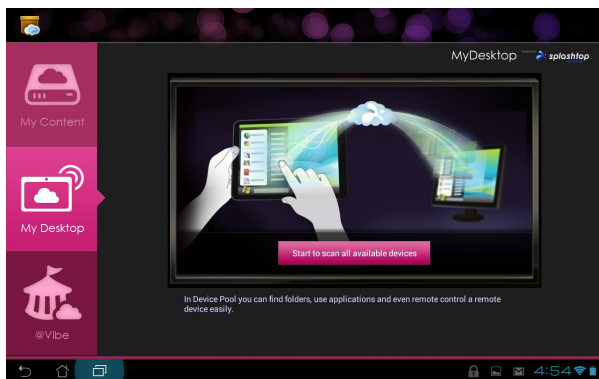 MyDesktop
splashtop
My Content
My Desktop
@Vibe
Start to scan all available devices
In Device Pool you can find folders, use applications and even remote control a remote
device easily.
4:54